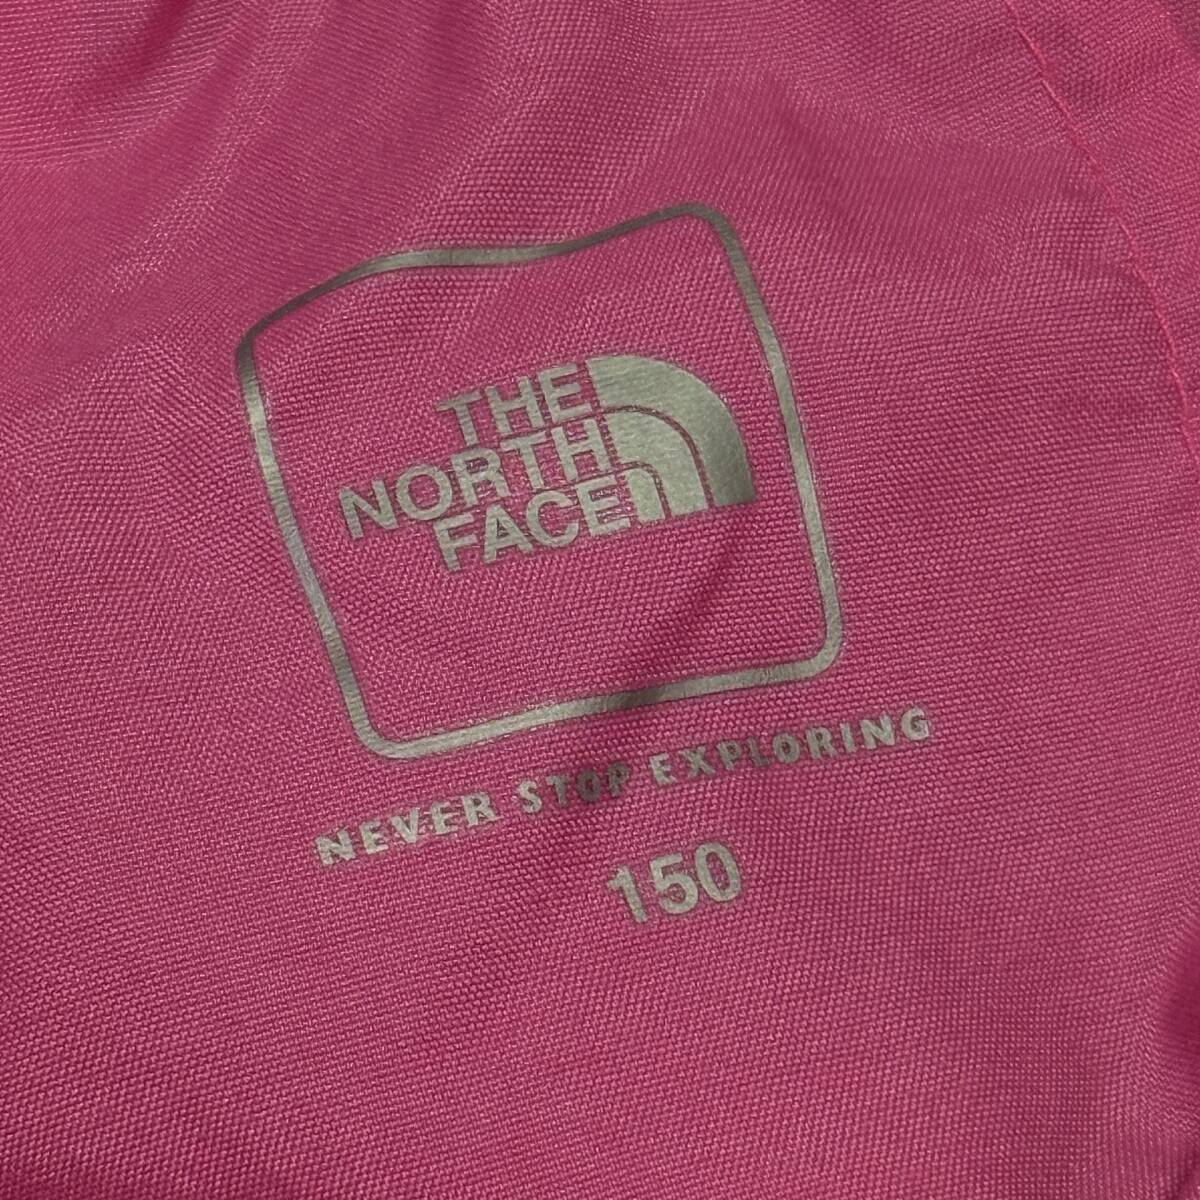 THE
NORTH
FACE
NEVER STOP EXPLORING
150